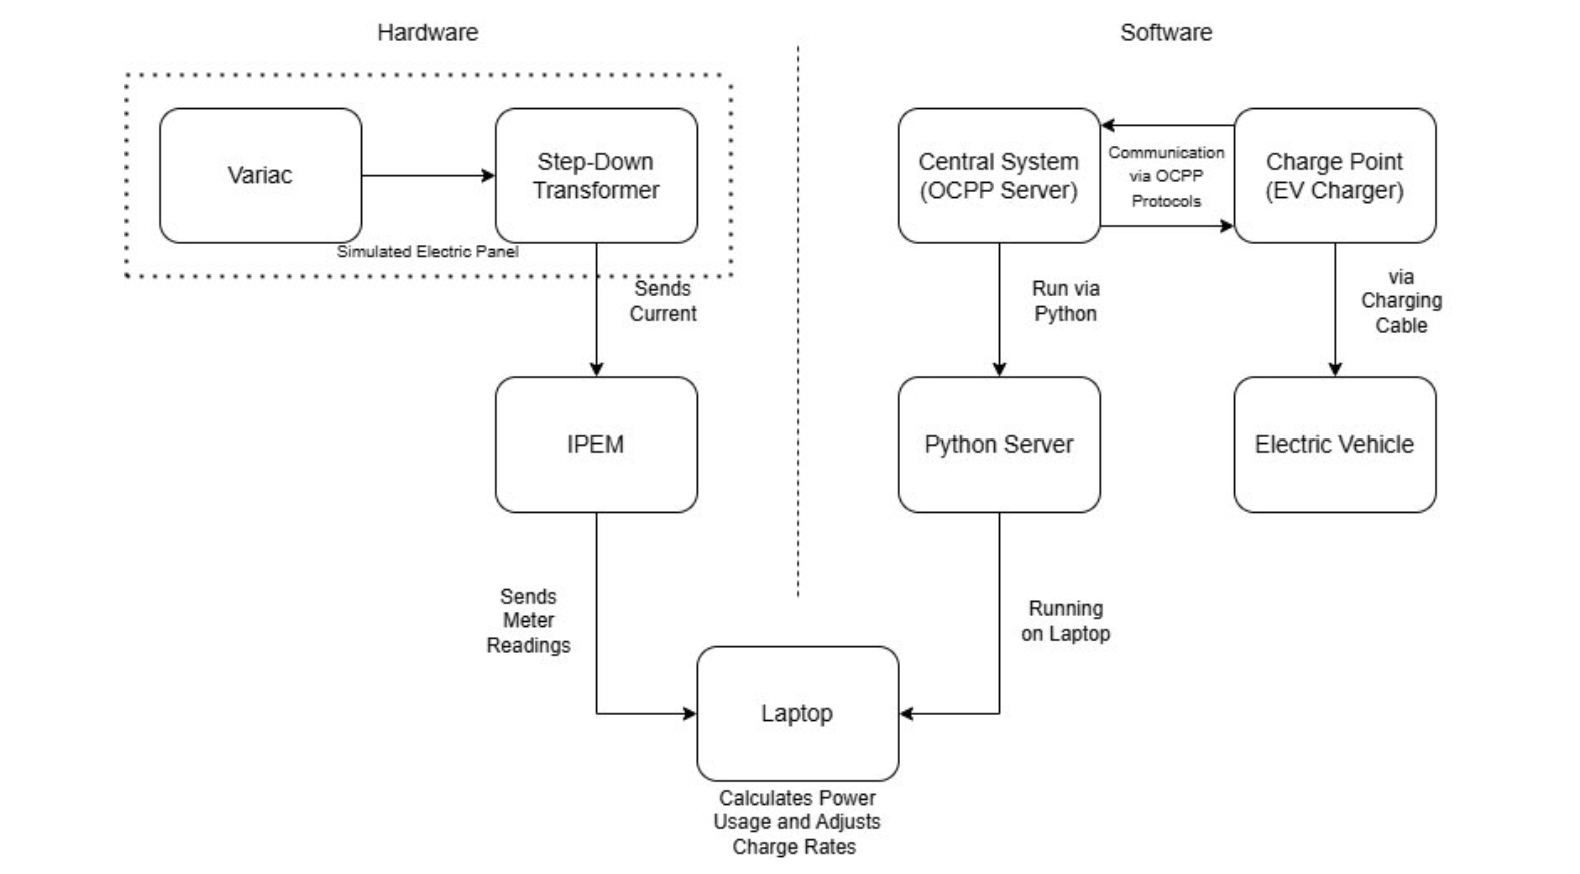 Hardware
Software
Variac
Step-Down
Transformer
Simulated Electric Panel
Central System
(OCPP Server)
Communication
via OCPP
Protocols
Charge Point
(EV Charger)
Sends
Current
Run via
Python
via
Charging
Cable
IPEM
Python Server
Electric Vehicle
Sends
Meter
Readings
Running
on Laptop
Laptop
Calculates Power
Usage and Adjusts
Charge Rates